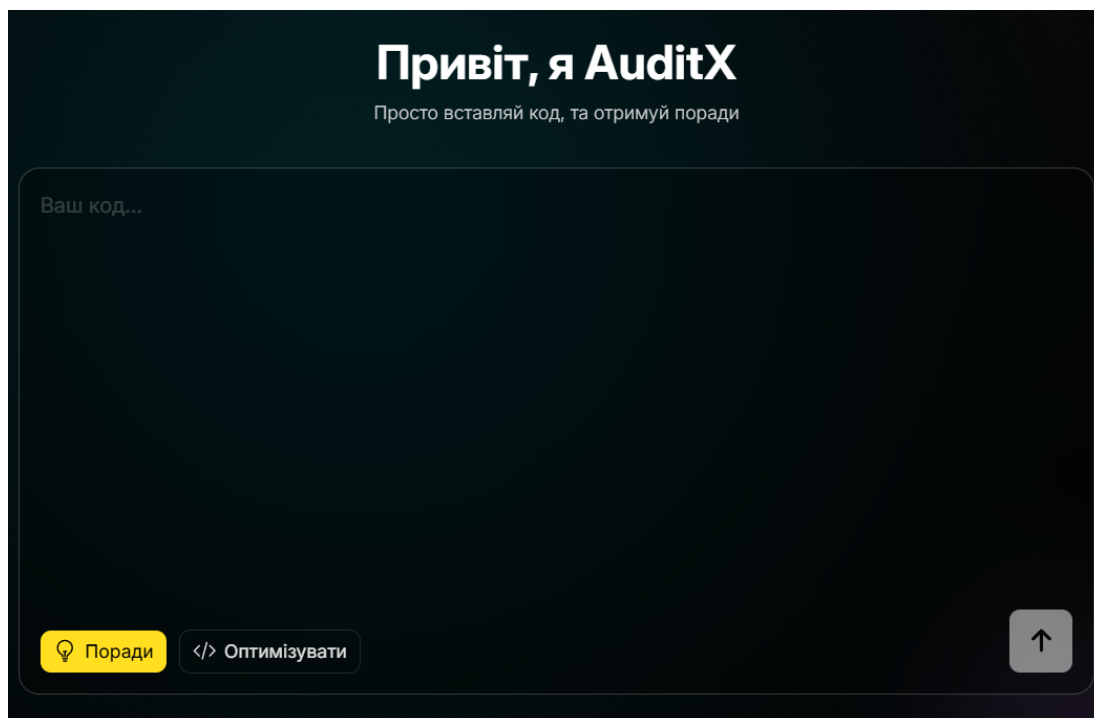 Привіт, я AuditX
Просто вставляй код, та отримуй поради
Ваш код...
Поради
</> Оптимізувати